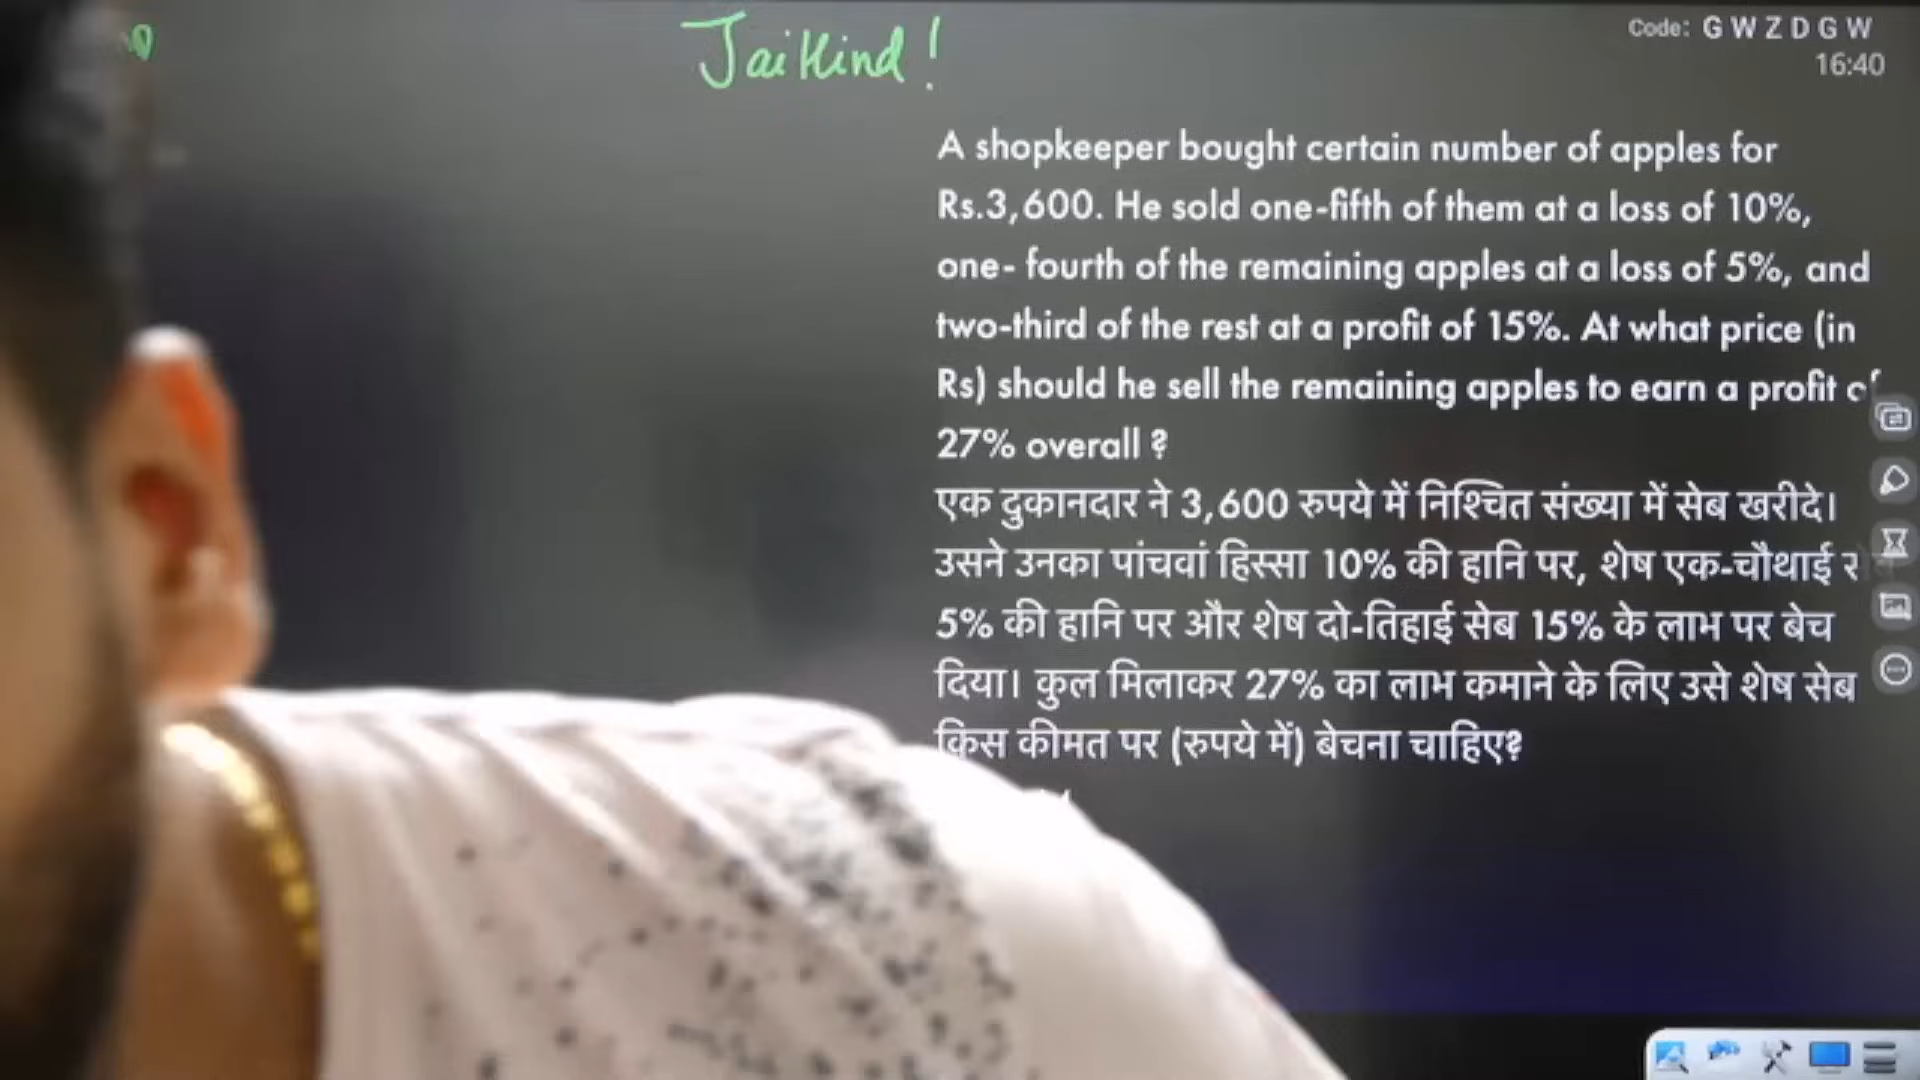 Jai Hind!
Code: G W Z D G W
16:40
A shopkeeper bought certain number of apples for
Rs.3,600. He sold one-fifth of them at a loss of 10%,
one- fourth of the remaining apples at a loss of 5%, and
two-third of the rest at a profit of 15%. At what price (in
Rs) should he sell the remaining apples to earn a profit of
27% overall ?
एक दुकानदार ने 3,600 रुपये में निश्चित संख्या में सेब खरीदे।
उसने उनका पांचवां हिस्सा 10% की हानि पर, शेष एक-चौथाई
5% की हानि पर और शेष दो-तिहाई सेब 15% के लाभ पर बेच
दिया। कुल मिलाकर 27% का लाभ कमाने के लिए उसे शेष सेब
किस कीमत पर (रुपये में) बेचना चाहिए?